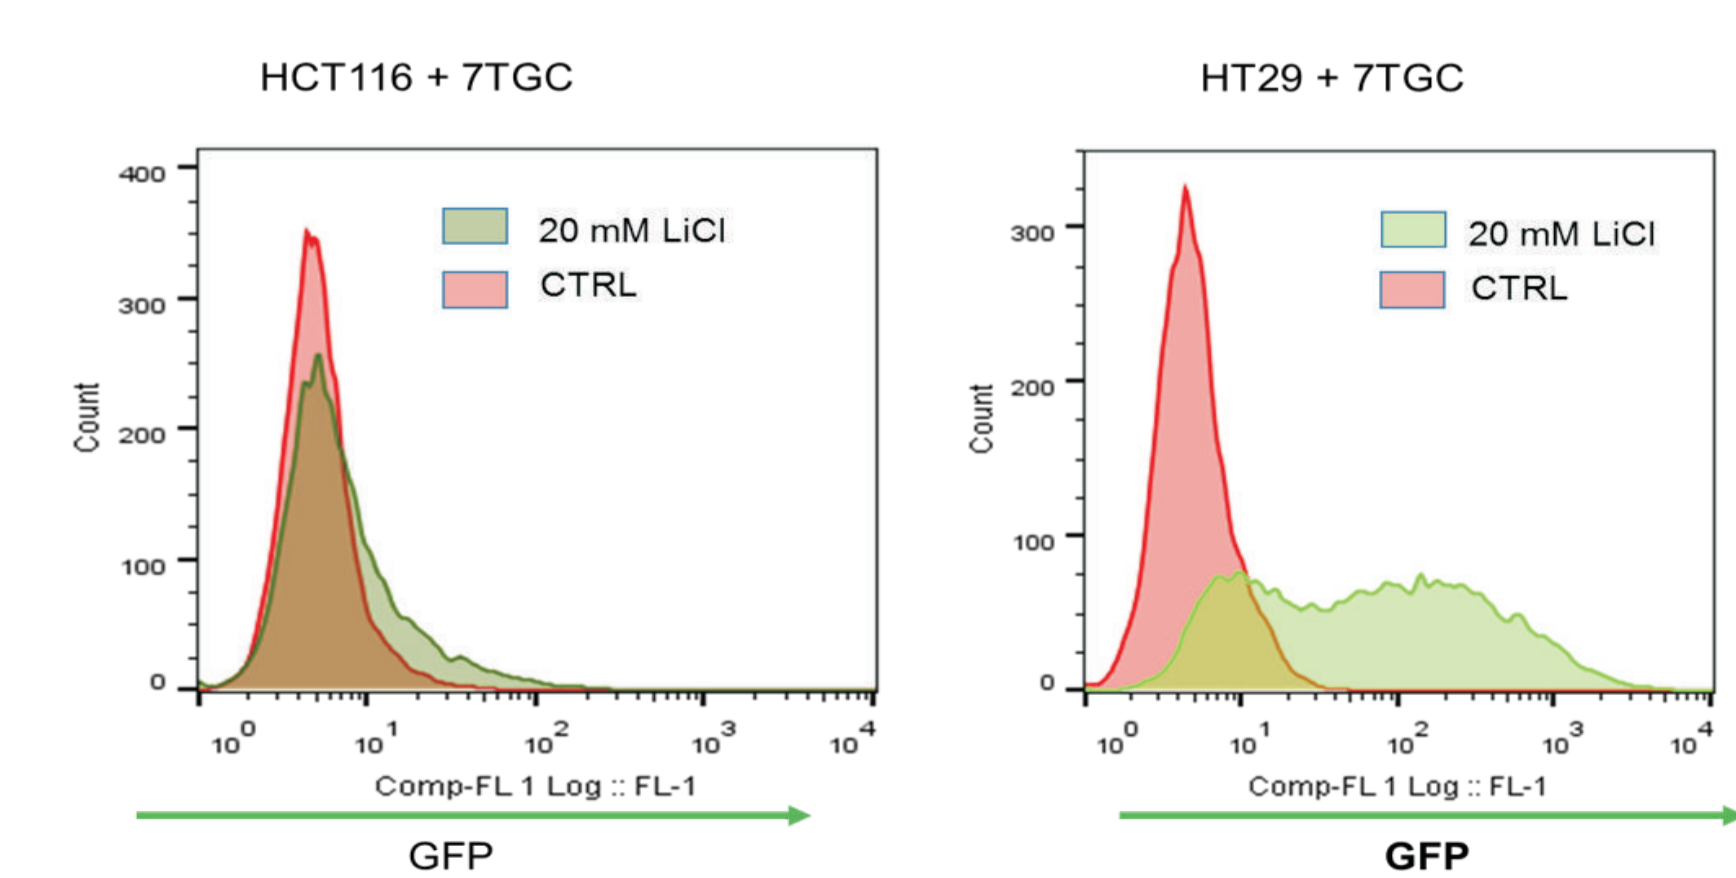 HCT116 + 7TGC
400
300
200
100
0
Count
20 mM LiCl
CTRL
10^0 10^1 10^2 10^3 10^4
Comp-FL 1 Log :: FL-1
GFP
HT29 + 7TGC
300
200
100
0
Count
20 mM LiCl
CTRL
10^0 10^1 10^2 10^3 10^4
Comp-FL 1 Log :: FL-1
GFP